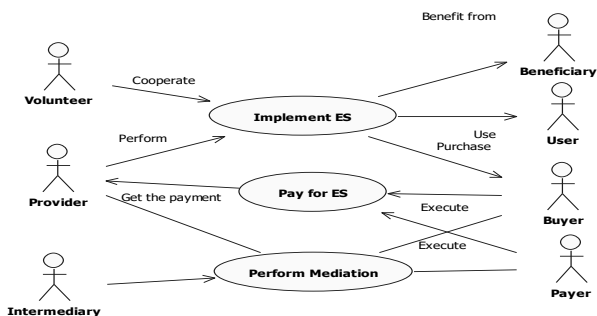 Benefit from
Beneficiary
Cooperate
Volunteer
Implement ES
User
Use
Purchase
Perform
Provider
Get the payment
Pay for ES
Execute
Buyer
Execute
Perform Mediation
Payer
Intermediary